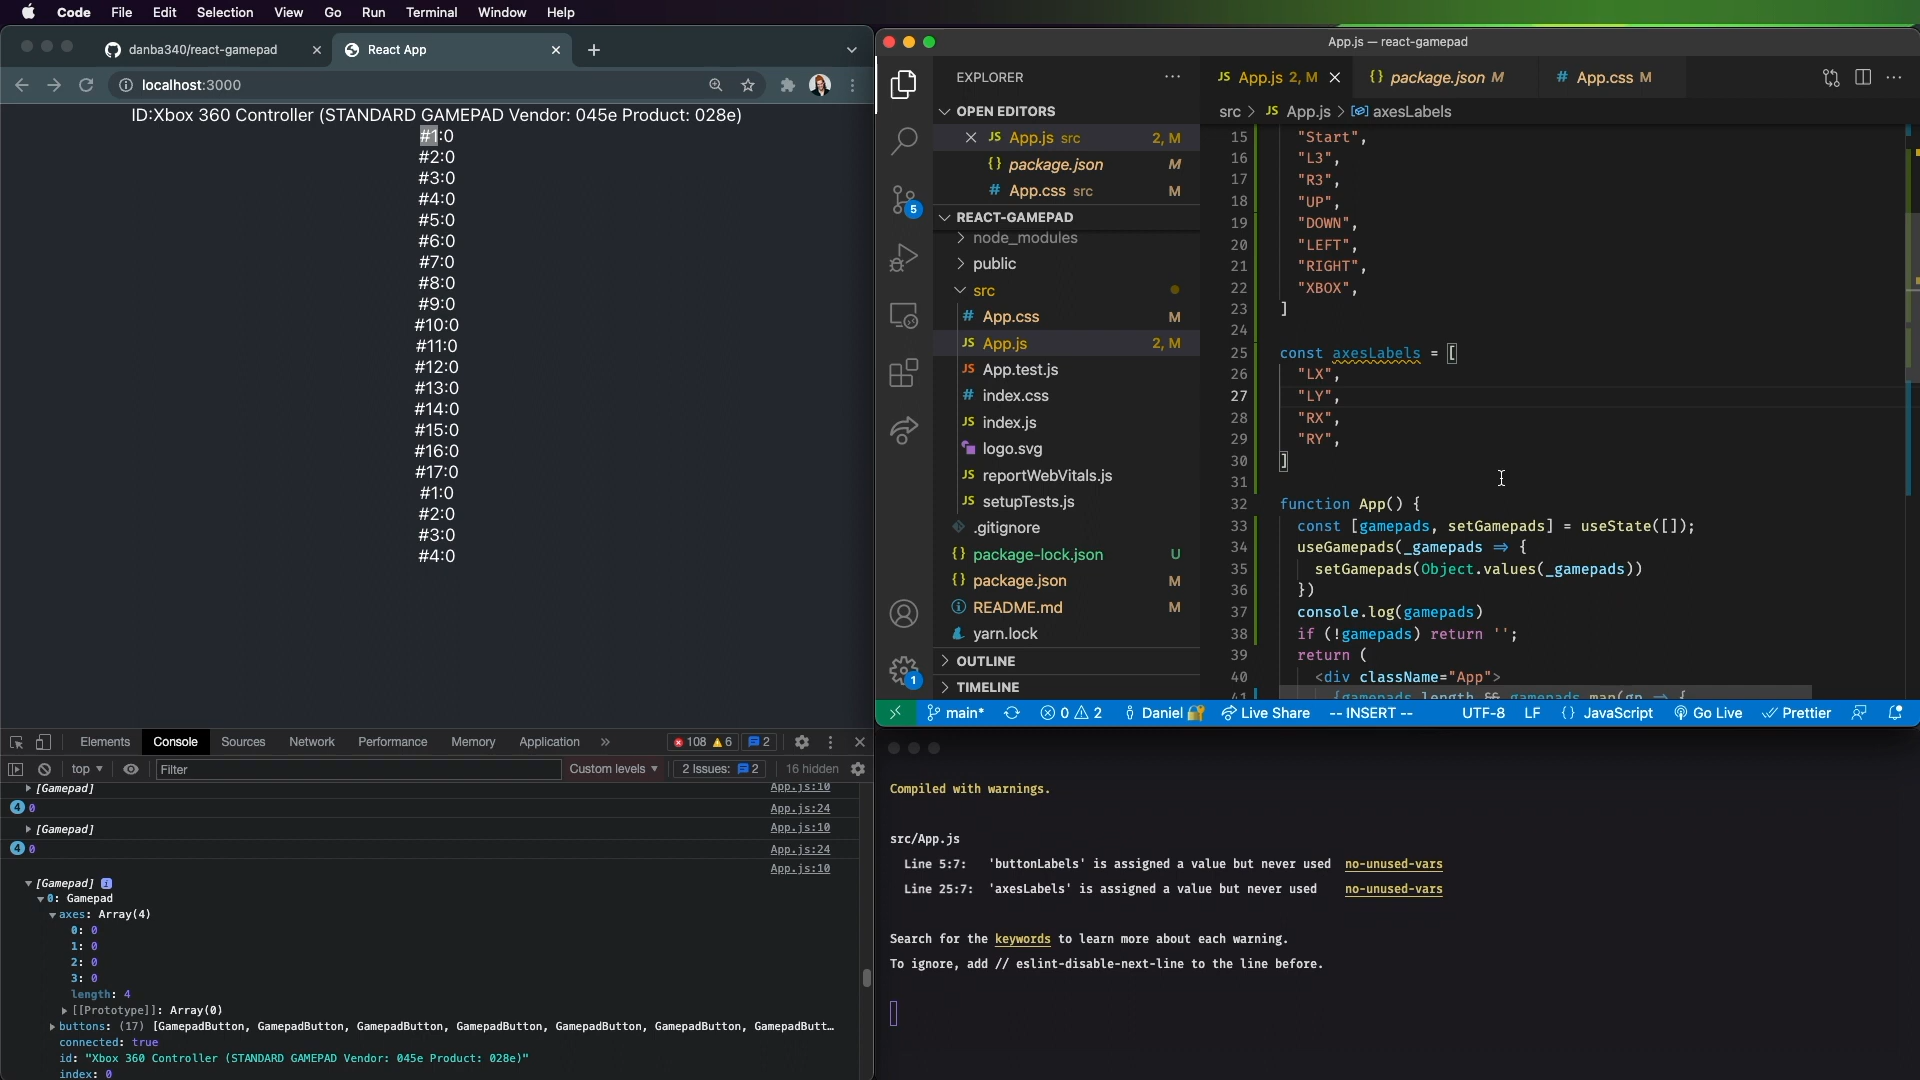 Code File Edit Selection View Go Run Terminal Window Help
danba340/react-gamepad
React App
localhost:3000
ID:Xbox 360 Controller (STANDARD GAMEPAD Vendor: 045e Product: 028e)
#1:0
#2:0
#3:0
#4:0
#5:0
#6:0
#7:0
#8:0
#9:0
#10:0
#11:0
#12:0
#13:0
#14:0
#15:0
#16:0
#17:0
#1:0
#2:0
#3:0
#4:0
Elements Console Sources Network Performance Memory Application » 108 6 2
top Filter Custom levels 2 Issues: 2 16 hidden
[Gamepad] App.js:10
4 0 App.js:24
[Gamepad] App.js:10
4 0 App.js:24
App.js:10
[Gamepad] i
0: Gamepad
axes: Array(4)
0: 0
1: 0
2: 0
3: 0
length: 4
[[Prototype]]: Array(0)
buttons: (17) [GamepadButton, GamepadButton, GamepadButton, GamepadButton, GamepadButton, GamepadButton, GamepadButt…
connected: true
id: "Xbox 360 Controller (STANDARD GAMEPAD Vendor: 045e Product: 028e)"
index: 0
App.js — react-gamepad
EXPLORER
OPEN EDITORS
JS App.js src 2, M
{} package.json M
# App.css src M
REACT-GAMEPAD
node_modules
public
src
# App.css M
JS App.js 2, M
JS App.test.js
# index.css
JS index.js
logo.svg
JS reportWebVitals.js
JS setupTests.js
.gitignore
{} package-lock.json U
{} package.json M
README.md M
yarn.lock
OUTLINE
TIMELINE
5
1
JS App.js 2, M {} package.json M # App.css M
src > JS App.js > axesLabels
15 "Start",
16 "L3",
17 "R3",
18 "UP",
19 "DOWN",
20 "LEFT",
21 "RIGHT",
22 "XBOX",
23 ]
24
25 const axesLabels = [
26 "LX",
27 "LY",
28 "RX",
29 "RY",
30 ]
31
32 function App() {
33 const [gamepads, setGamepads] = useState([]);
34 useGamepads(_gamepads ⇒ {
35 setGamepads(Object.values(_gamepads))
36 })
37 console.log(gamepads)
38 if (!gamepads) return '';
39 return (
40 <div className="App">
41 {gamepads.length && gamepads.map(gp ⇒ {
main* 0 2 Daniel Live Share -- INSERT -- UTF-8 LF {} JavaScript Go Live Prettier
Compiled with warnings.
src/App.js
Line 5:7: 'buttonLabels' is assigned a value but never used no-unused-vars
Line 25:7: 'axesLabels' is assigned a value but never used no-unused-vars
Search for the keywords to learn more about each warning.
To ignore, add // eslint-disable-next-line to the line before.